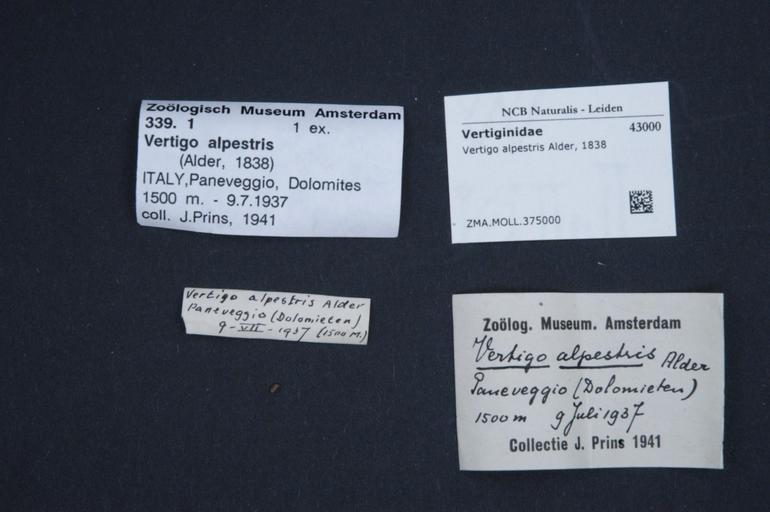 Zoölogisch Museum Amsterdam
339. 1 1 ex.
Vertigo alpestris
(Alder, 1838)
ITALY,Paneveggio, Dolomites
1500 m. - 9.7.1937
coll. J.Prins, 1941
NCB Naturalis - Leiden
Vertiginidae 43000
Vertigo alpestris Alder, 1838
ZMA.MOLL.375000
Vertigo alpestris Alder
Paneveggio (Dolomieten)
9-VII-1937 (1500 M.)
Zoölog. Museum. Amsterdam
Vertigo alpestris Alder
Paneveggio (Dolomieten)
1500 m 9 Juli 1937
Collectie J. Prins 1941